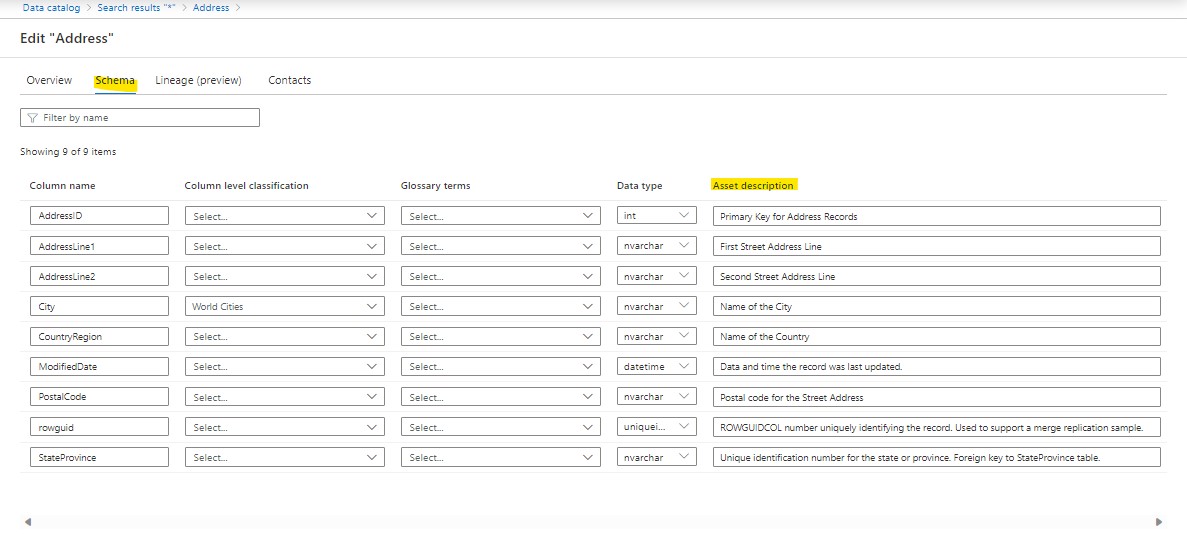 Data catalog > Search results "*" > Address >
Edit "Address"
Overview Schema Lineage (preview) Contacts
Filter by name
Showing 9 of 9 items
Column name Column level classification Glossary terms Data type Asset description
AddressID Select... Select... int Primary Key for Address Records
AddressLine1 Select... Select... nvarchar First Street Address Line
AddressLine2 Select... Select... nvarchar Second Street Address Line
City World Cities Select... nvarchar Name of the City
CountryRegion Select... Select... nvarchar Name of the Country
ModifiedDate Select... Select... datetime Data and time the record was last updated.
PostalCode Select... Select... nvarchar Postal code for the Street Address
rowguid Select... Select... uniquei... ROWGUIDCOL number uniquely identifying the record. Used to support a merge replication sample.
StateProvince Select... Select... nvarchar Unique identification number for the state or province. Foreign key to StateProvince table.